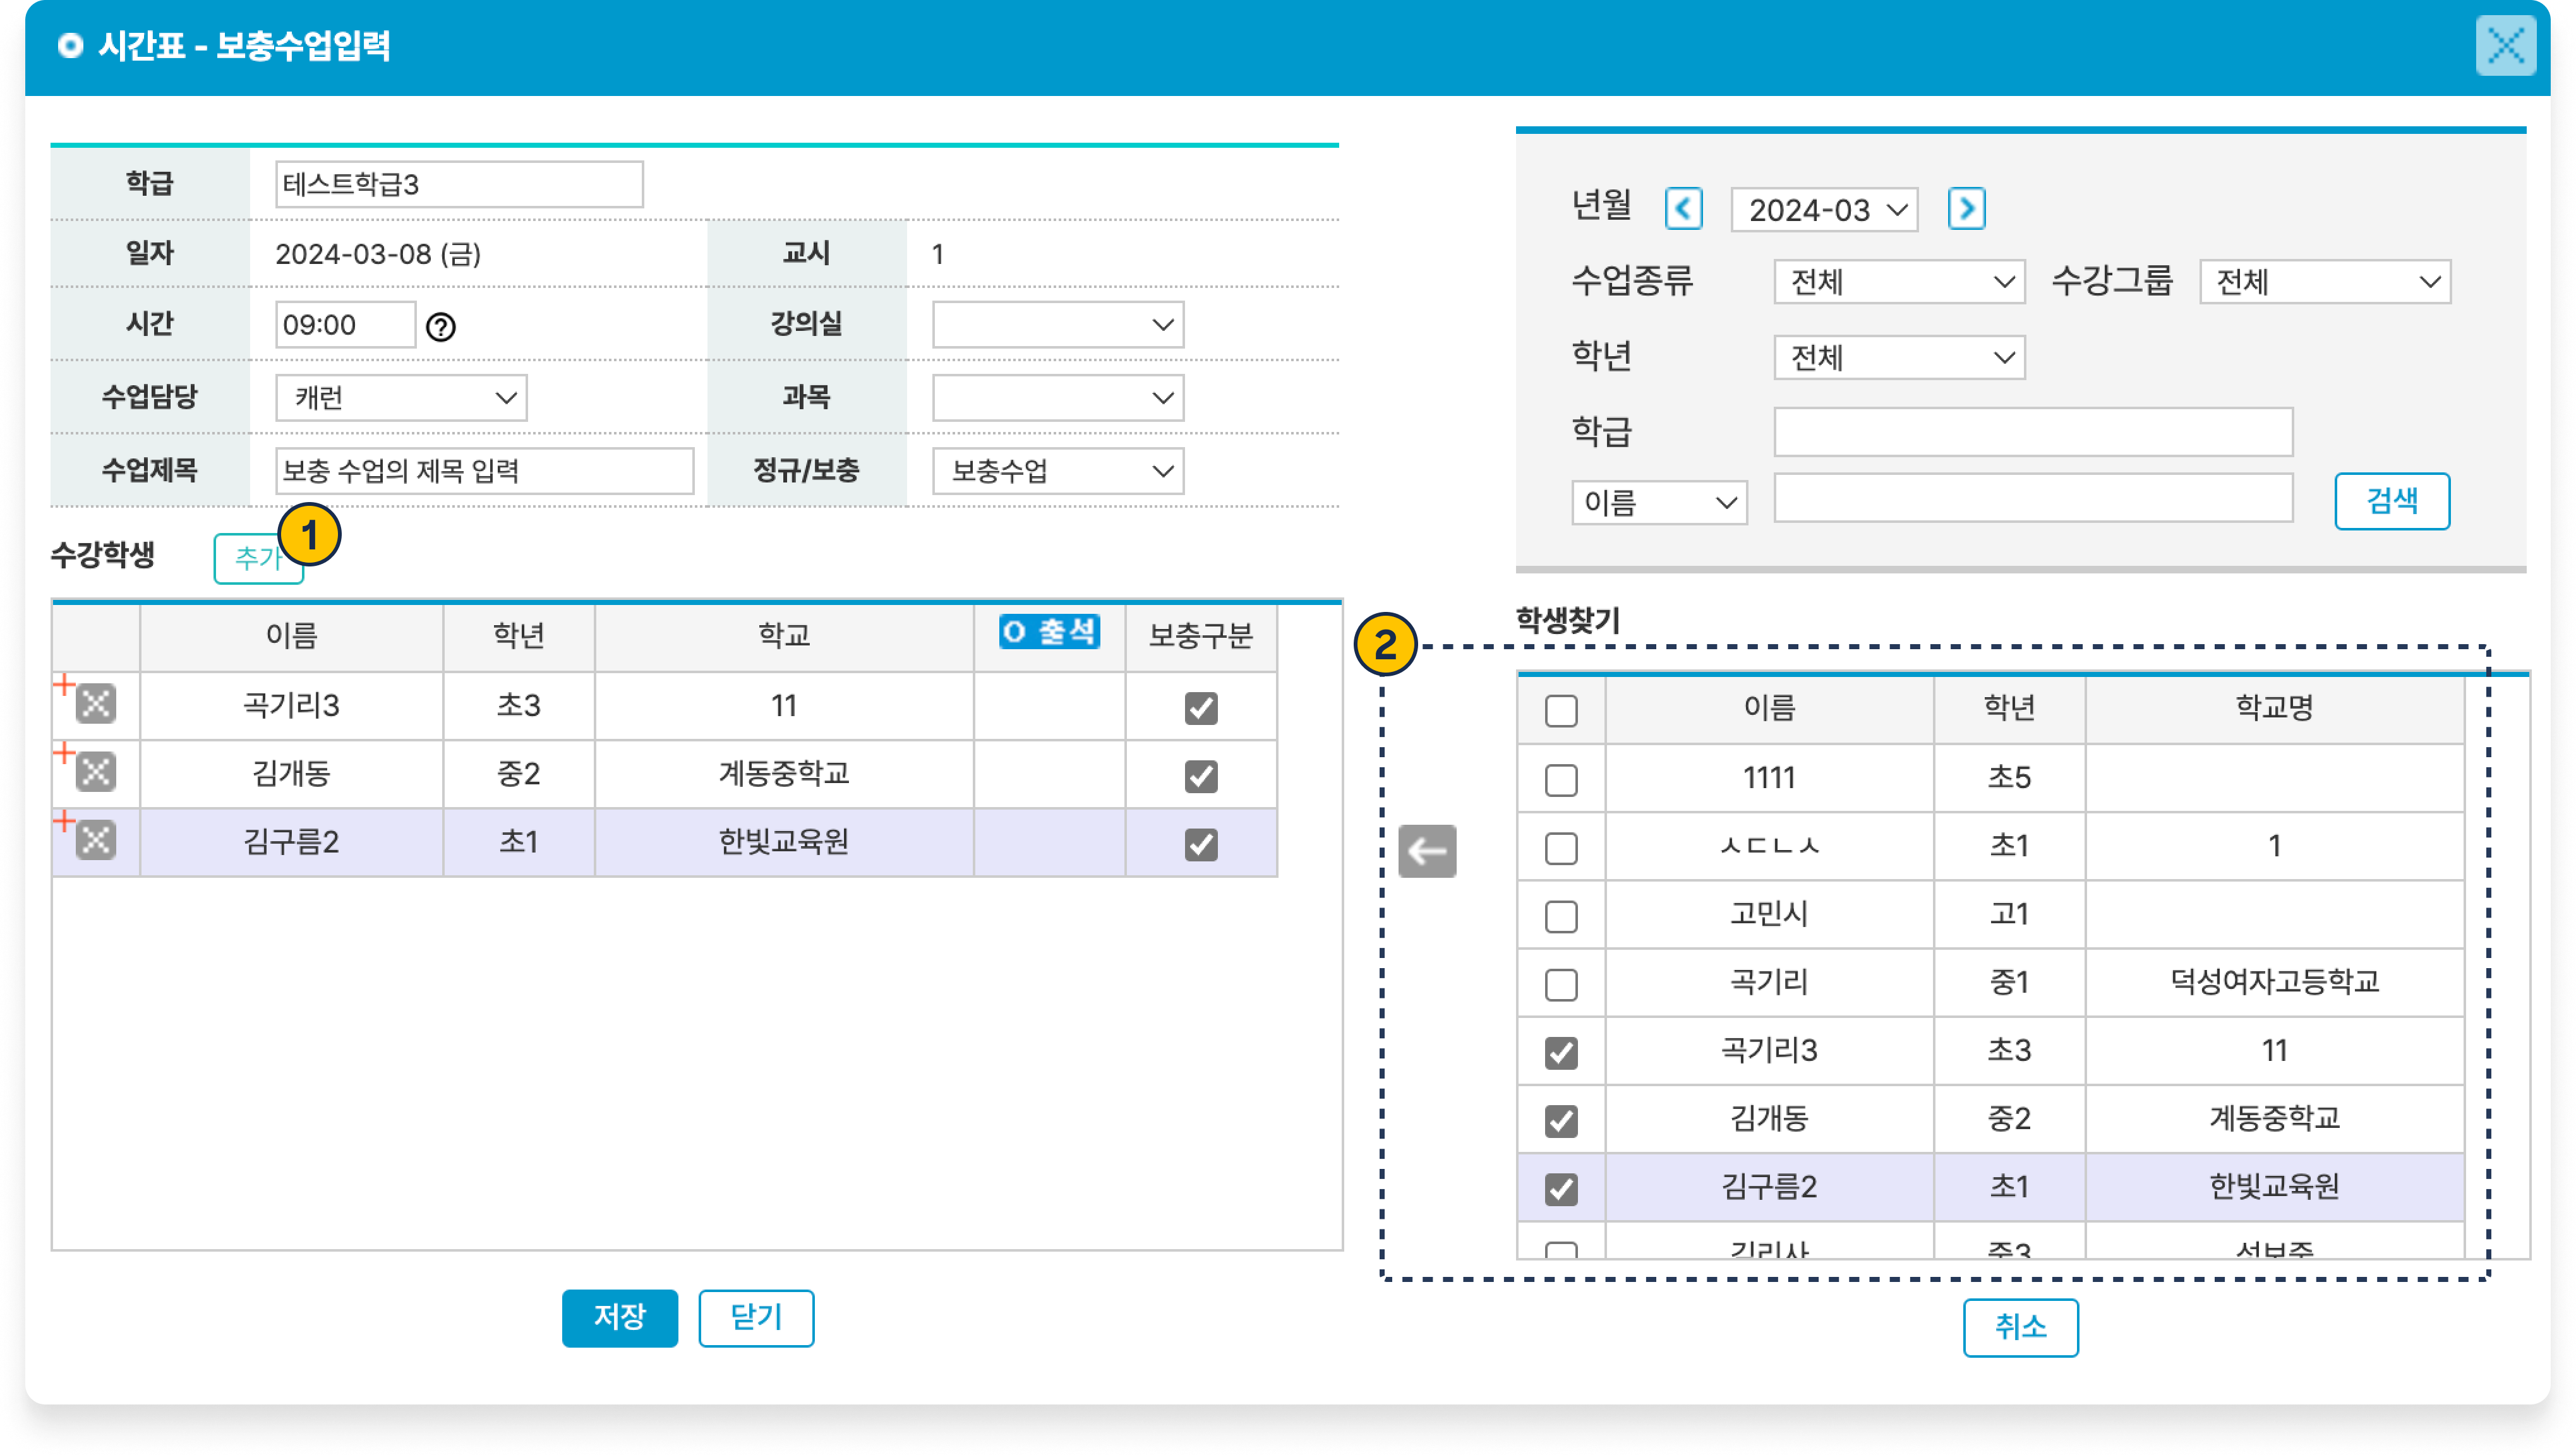 시간표 - 보충수업입력
학급 테스트학급3
일자 2024-03-08 (금) 교시 1
시간 09:00 ? 강의실
수업담당 캐런 과목
수업제목 보충 수업의 제목 입력 정규/보충 보충수업
수강학생 추가 1
이름 학년 학교 출석 보충구분
곡기리3 초3 11
김개동 중2 계동중학교
김구름2 초1 한빛교육원
저장 닫기
년월 2024-03
수업종류 전체 수강그룹 전체
학년 전체
학급
이름 검색
학생찾기
2
이름 학년 학교명
1111 초5
ㅅㄷㄴㅅ 초1 1
고민시 고1
곡기리 중1 덕성여자고등학교
곡기리3 초3 11
김개동 중2 계동중학교
김구름2 초1 한빛교육원
중3
취소